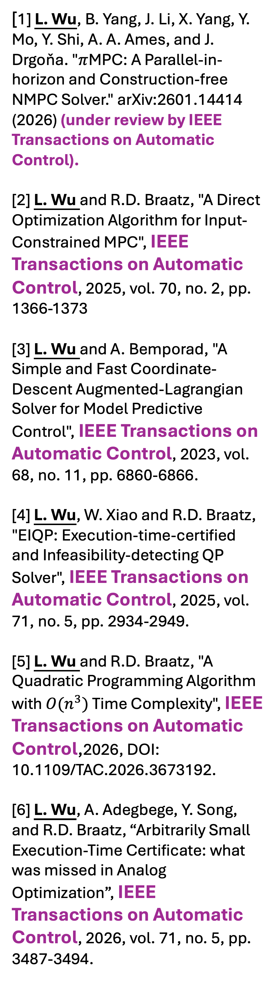 [1] L. Wu, B. Yang, J. Li, X. Yang, Y.
Mo, Y. Shi, A. A. Ames, and J.
Drgoňa. "𝜋MPC: A Parallel-in-
horizon and Construction-free
NMPC Solver." arXiv:2601.14414
(2026) (under review by IEEE
Transactions on Automatic
Control).
[2] L. Wu and R.D. Braatz, "A Direct
Optimization Algorithm for Input-
Constrained MPC", IEEE
Transactions on Automatic
Control, 2025, vol. 70, no. 2, pp.
1366-1373
[3] L. Wu and A. Bemporad, "A
Simple and Fast Coordinate-
Descent Augmented-Lagrangian
Solver for Model Predictive
Control", IEEE Transactions on
Automatic Control, 2023, vol.
68, no. 11, pp. 6860-6866.
[4] L. Wu, W. Xiao and R.D. Braatz,
"EIQP: Execution-time-certified
and Infeasibility-detecting QP
Solver", IEEE Transactions on
Automatic Control, 2025, vol.
71, no. 5, pp. 2934-2949.
[5] L. Wu and R.D. Braatz, "A
Quadratic Programming Algorithm
with 𝑂(𝑛³) Time Complexity", IEEE
Transactions on Automatic
Control,2026, DOI:
10.1109/TAC.2026.3673192.
[6] L. Wu, A. Adegbege, Y. Song,
and R.D. Braatz, “Arbitrarily Small
Execution-Time Certificate: what
was missed in Analog
Optimization”, IEEE
Transactions on Automatic
Control, 2026, vol. 71, no. 5, pp.
3487-3494.